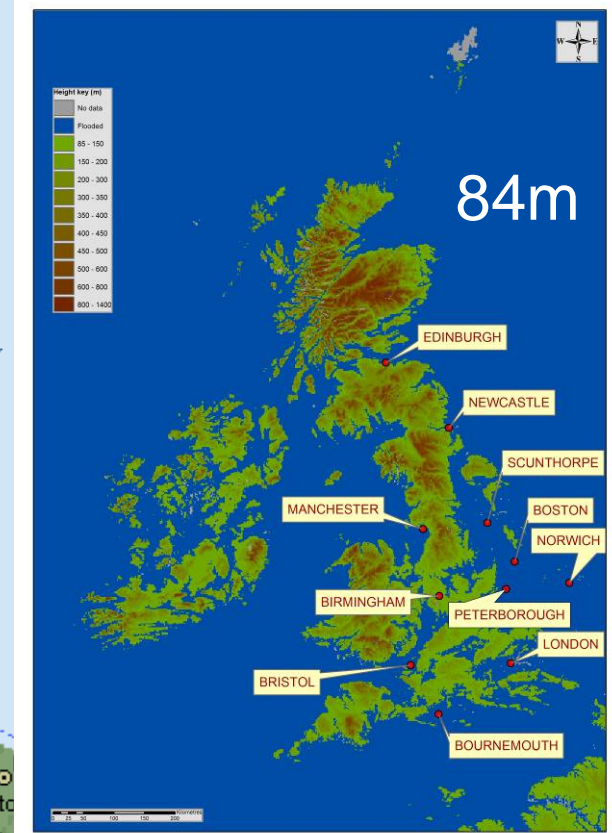 N
W E
S
Height key (m)
No data
Flooded
85 - 150
150 - 200
200 - 300
300 - 350
350 - 400
400 - 450
450 - 500
500 - 600
600 - 800
800 - 1400
84m
EDINBURGH
NEWCASTLE
SCUNTHORPE
MANCHESTER
BOSTON
NORWICH
BIRMINGHAM
PETERBOROUGH
LONDON
BRISTOL
BOURNEMOUTH
0 25 50 100 150 200